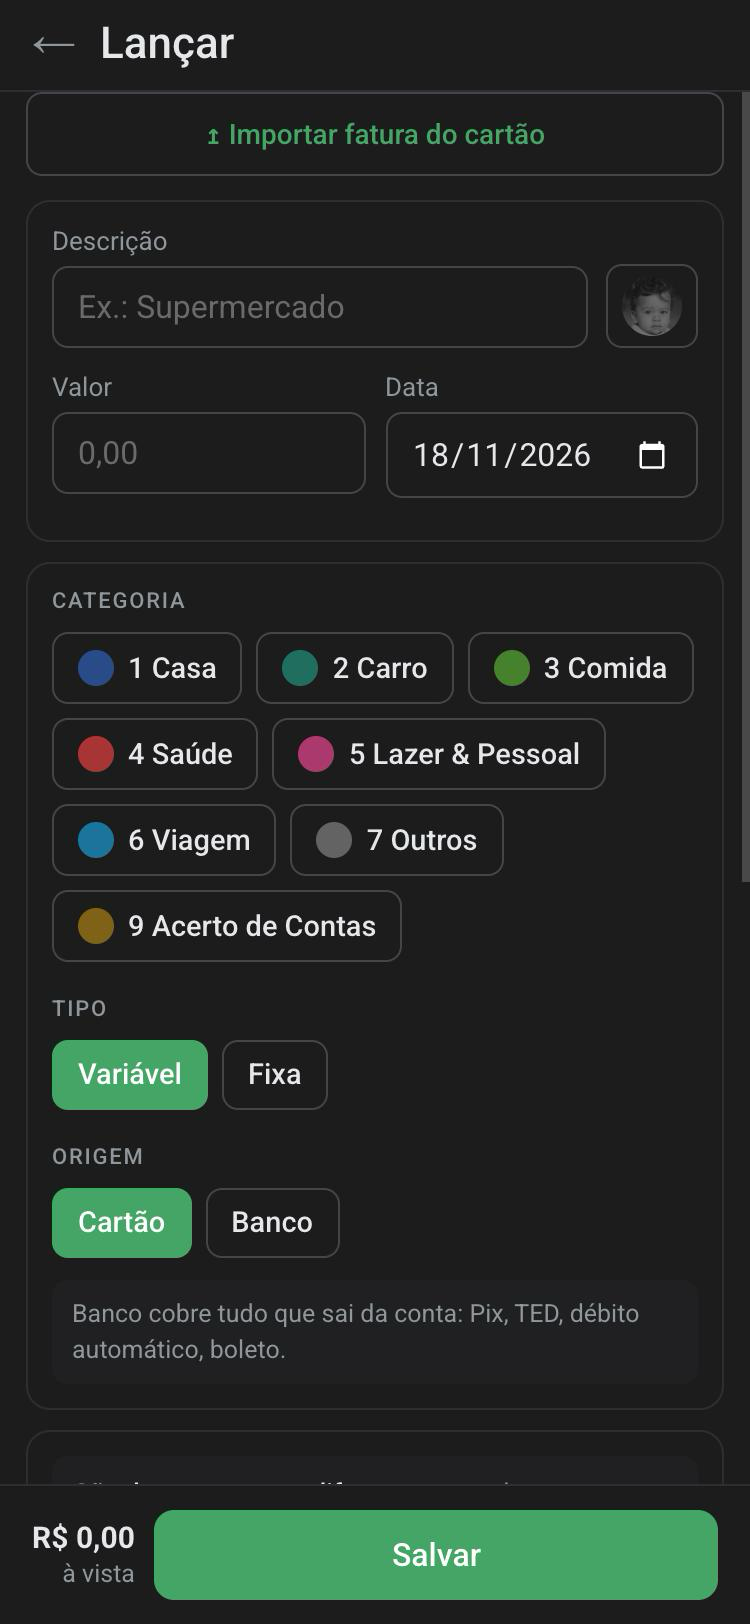 ← Lançar
↥ Importar fatura do cartão
Descrição
Ex.: Supermercado
Valor
Data
0,00
18/11/2026
CATEGORIA
1 Casa
2 Carro
3 Comida
4 Saúde
5 Lazer & Pessoal
6 Viagem
7 Outros
9 Acerto de Contas
TIPO
Variável
Fixa
ORIGEM
Cartão
Banco
Banco cobre tudo que sai da conta: Pix, TED, débito
automático, boleto.
R$ 0,00
à vista
Salvar